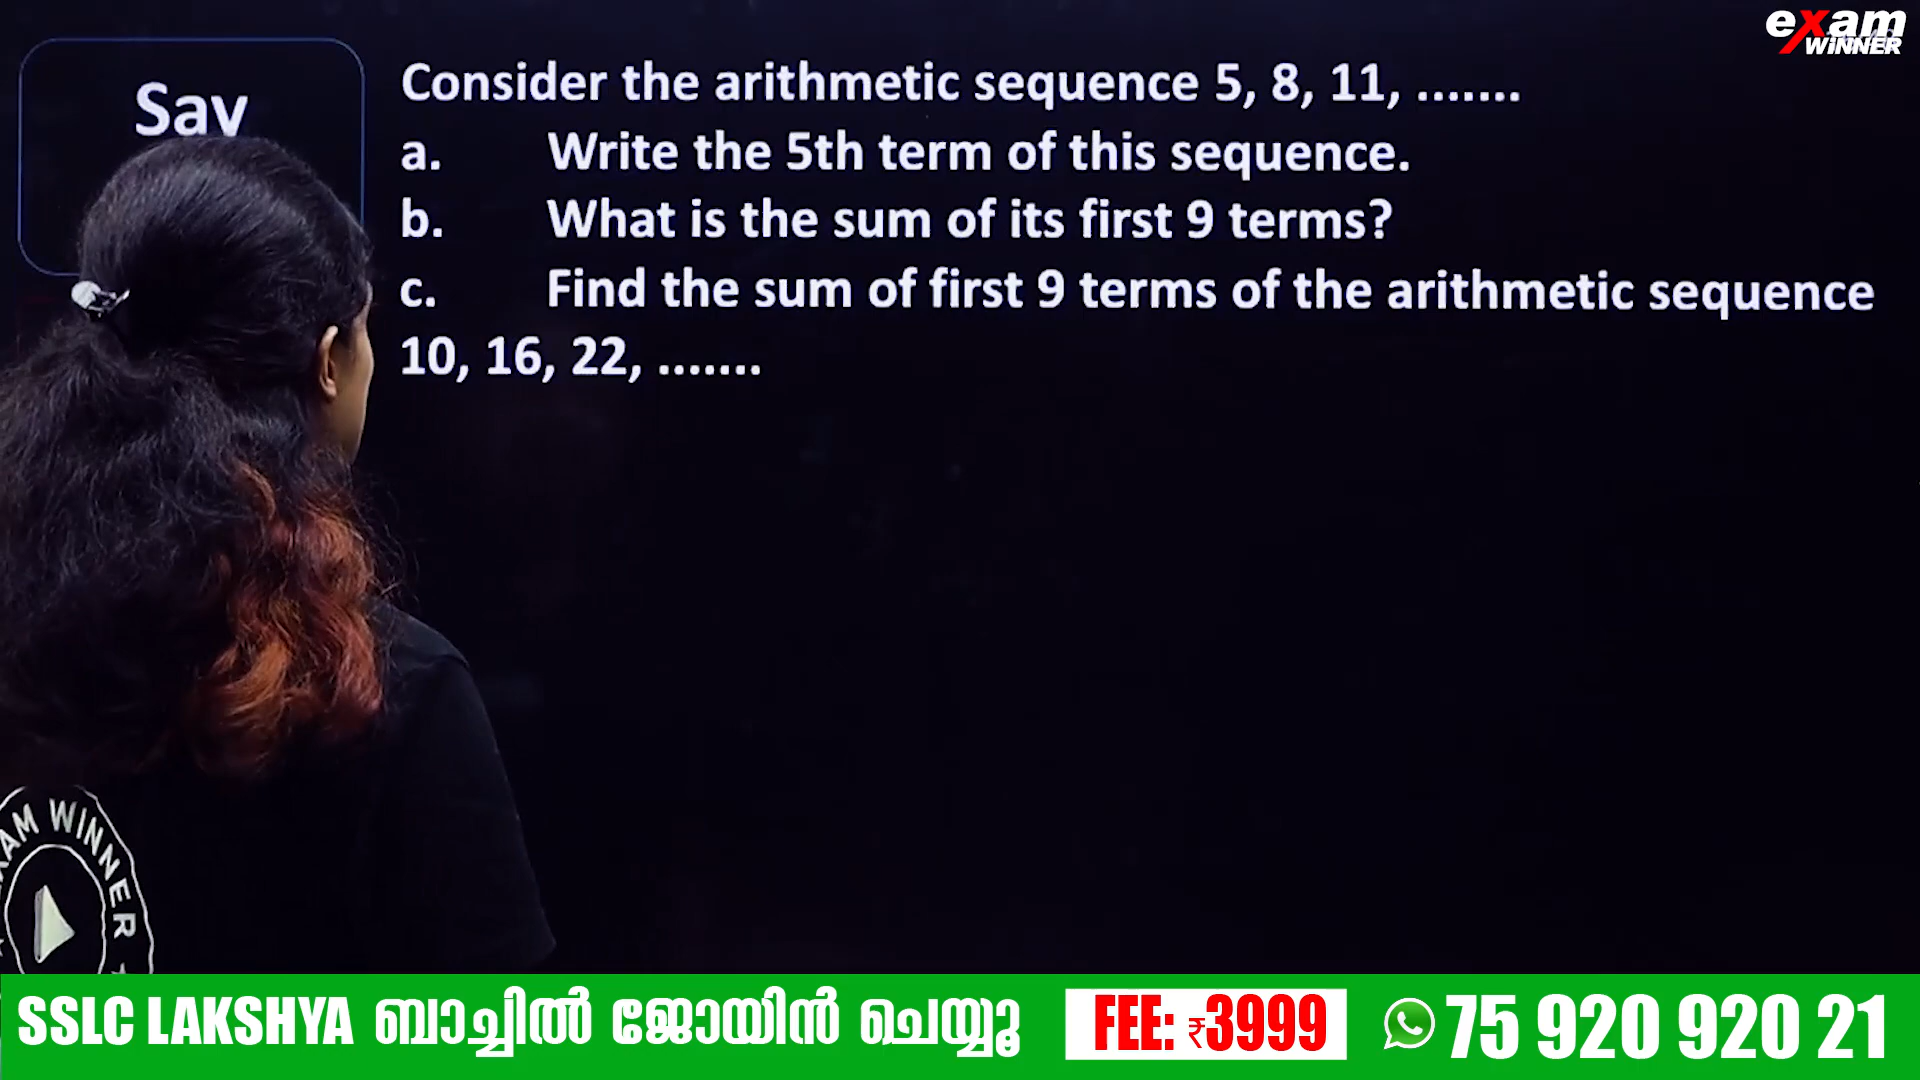 exam
WINNER
Sav
Consider the arithmetic sequence 5, 8, 11, .......
a. Write the 5th term of this sequence.
b. What is the sum of its first 9 terms?
c. Find the sum of first 9 terms of the arithmetic sequence
10, 16, 22, .......
EXAM WINNER
SSLC LAKSHYA ബാച്ചിൽ ജോയിൻ ചെയ്യൂ FEE: ₹3999 75 920 920 21